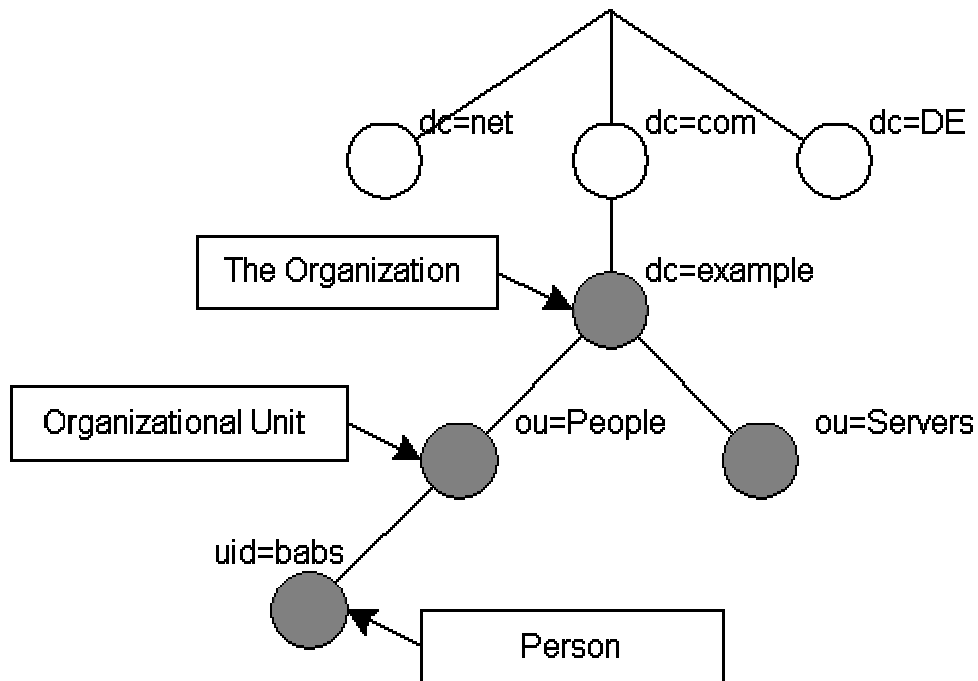 dc=net
dc=com
dc=DE
The Organization
dc=example
Organizational Unit
ou=People
ou=Servers
uid=babs
Person